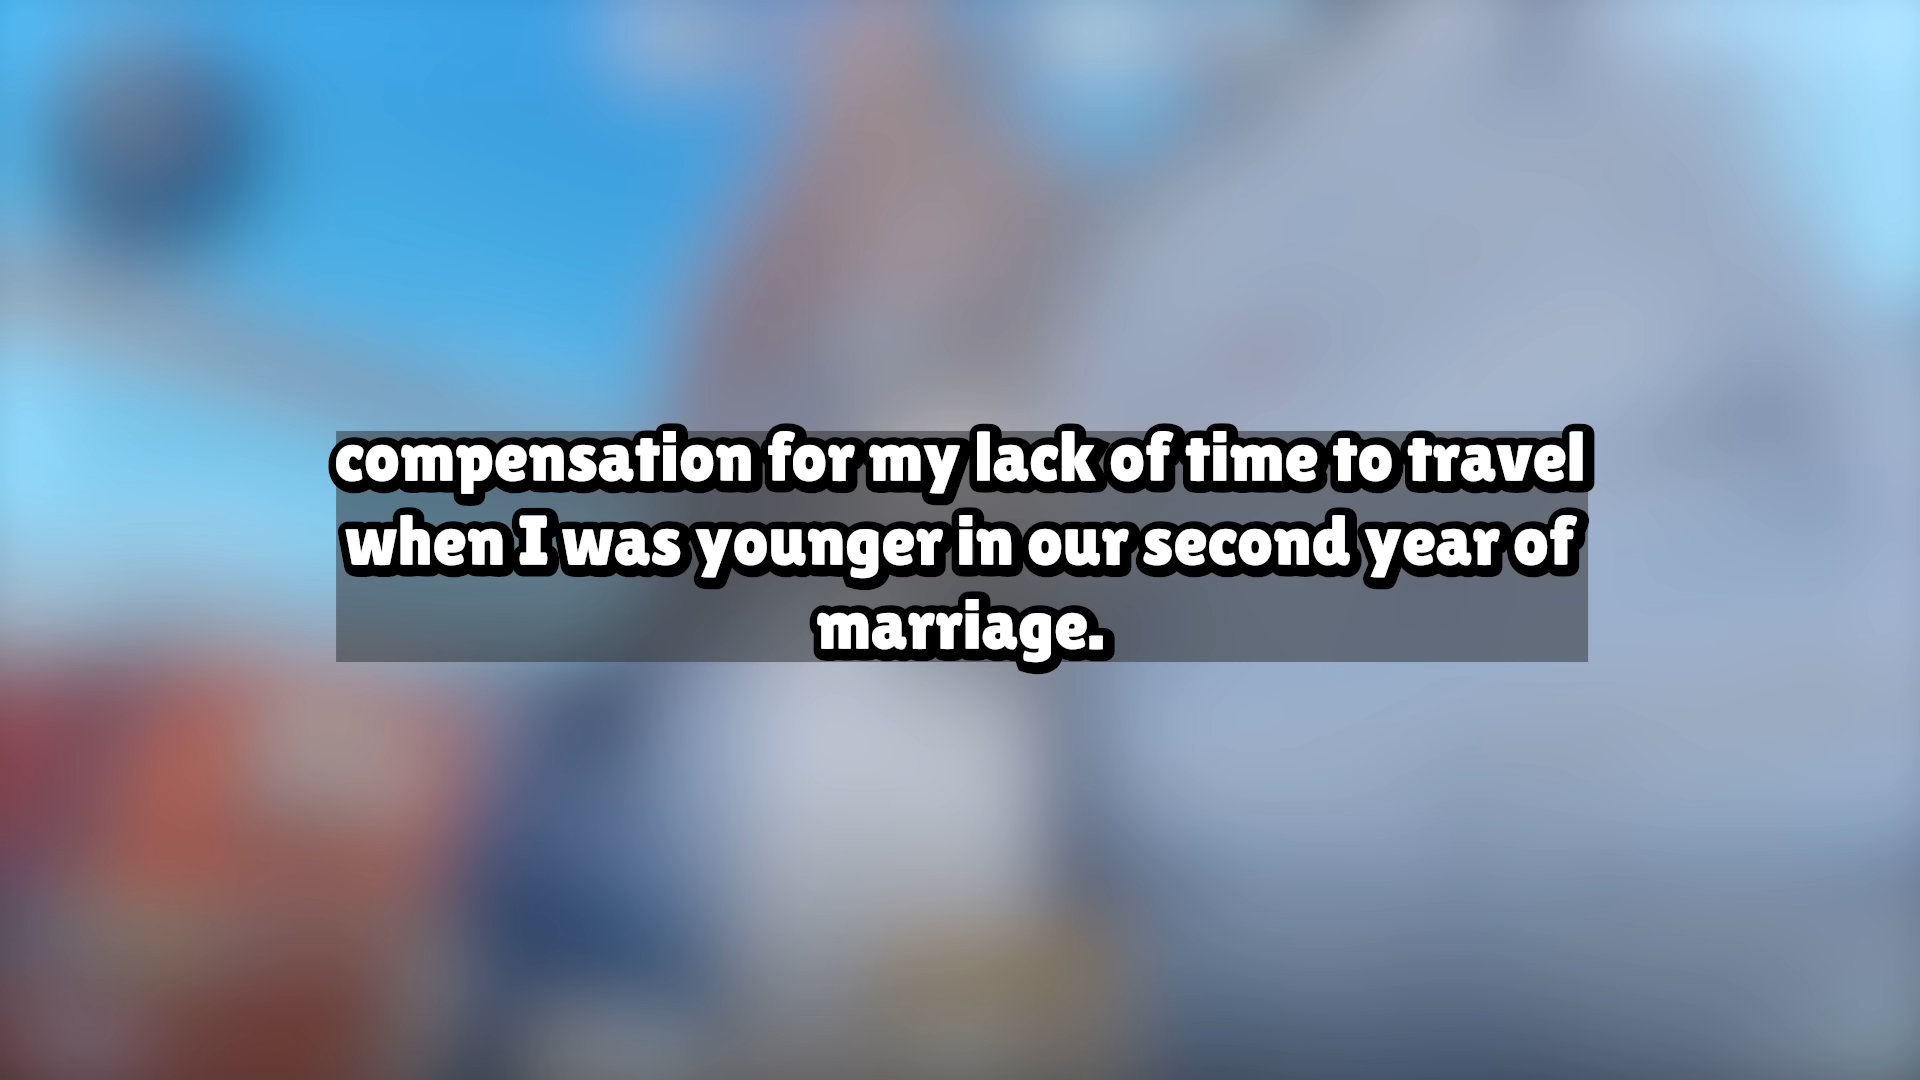 compensation for my lack of time to travel
when I was younger in our second year of
marriage.